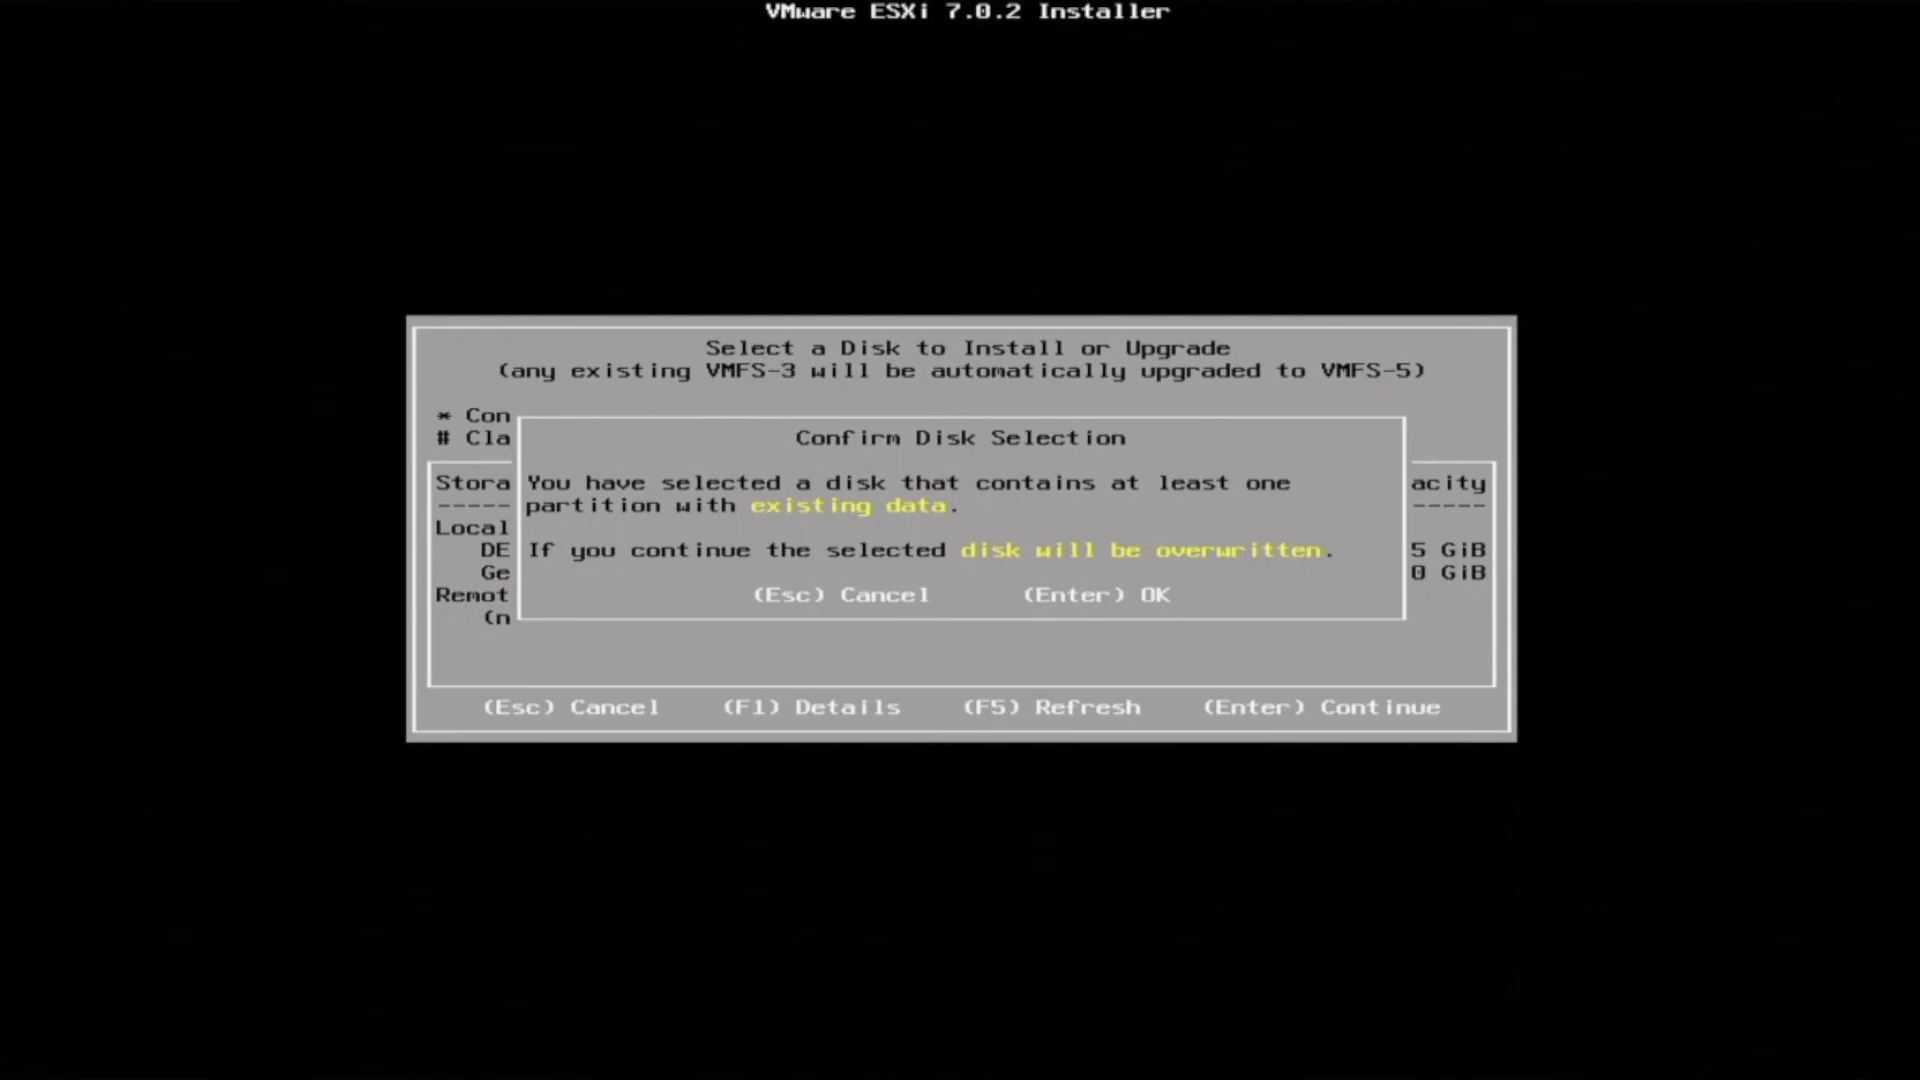 VMware ESXi 7.0.2 Installer
Select a Disk to Install or Upgrade
(any existing VMFS-3 will be automatically upgraded to VMFS-5)
* Con
# Cla
Confirm Disk Selection
Stora
acity
You have selected a disk that contains at least one
partition with existing data.
-----
-----
Local
DE
5 GiB
If you continue the selected disk will be overwritten.
Ge
0 GiB
Remot
(Esc) Cancel (Enter) OK
(n
(Esc) Cancel (F1) Details (F5) Refresh (Enter) Continue